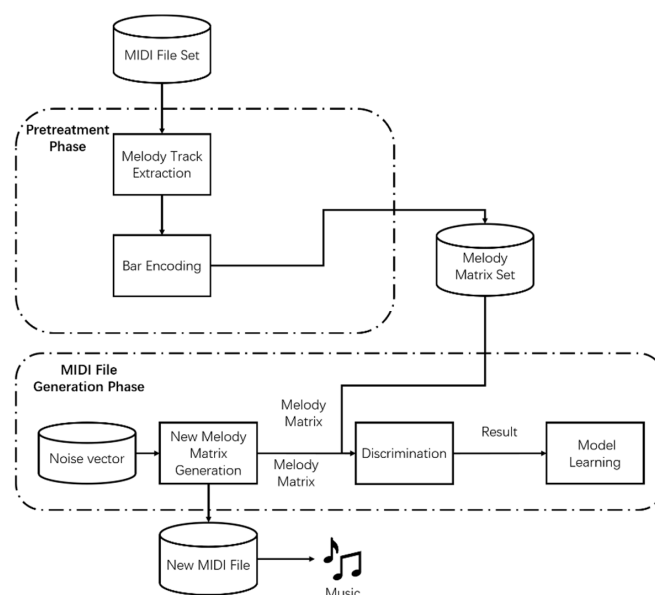 MIDI File Set
Pretreatment
Phase
Melody Track
Extraction
Bar Encoding
Melody
Matrix Set
MIDI File
Generation Phase
Noise vector
New Melody
Matrix
Generation
Melody
Matrix
Melody
Matrix
Discrimination
Result
Model
Learning
New MIDI File
Music